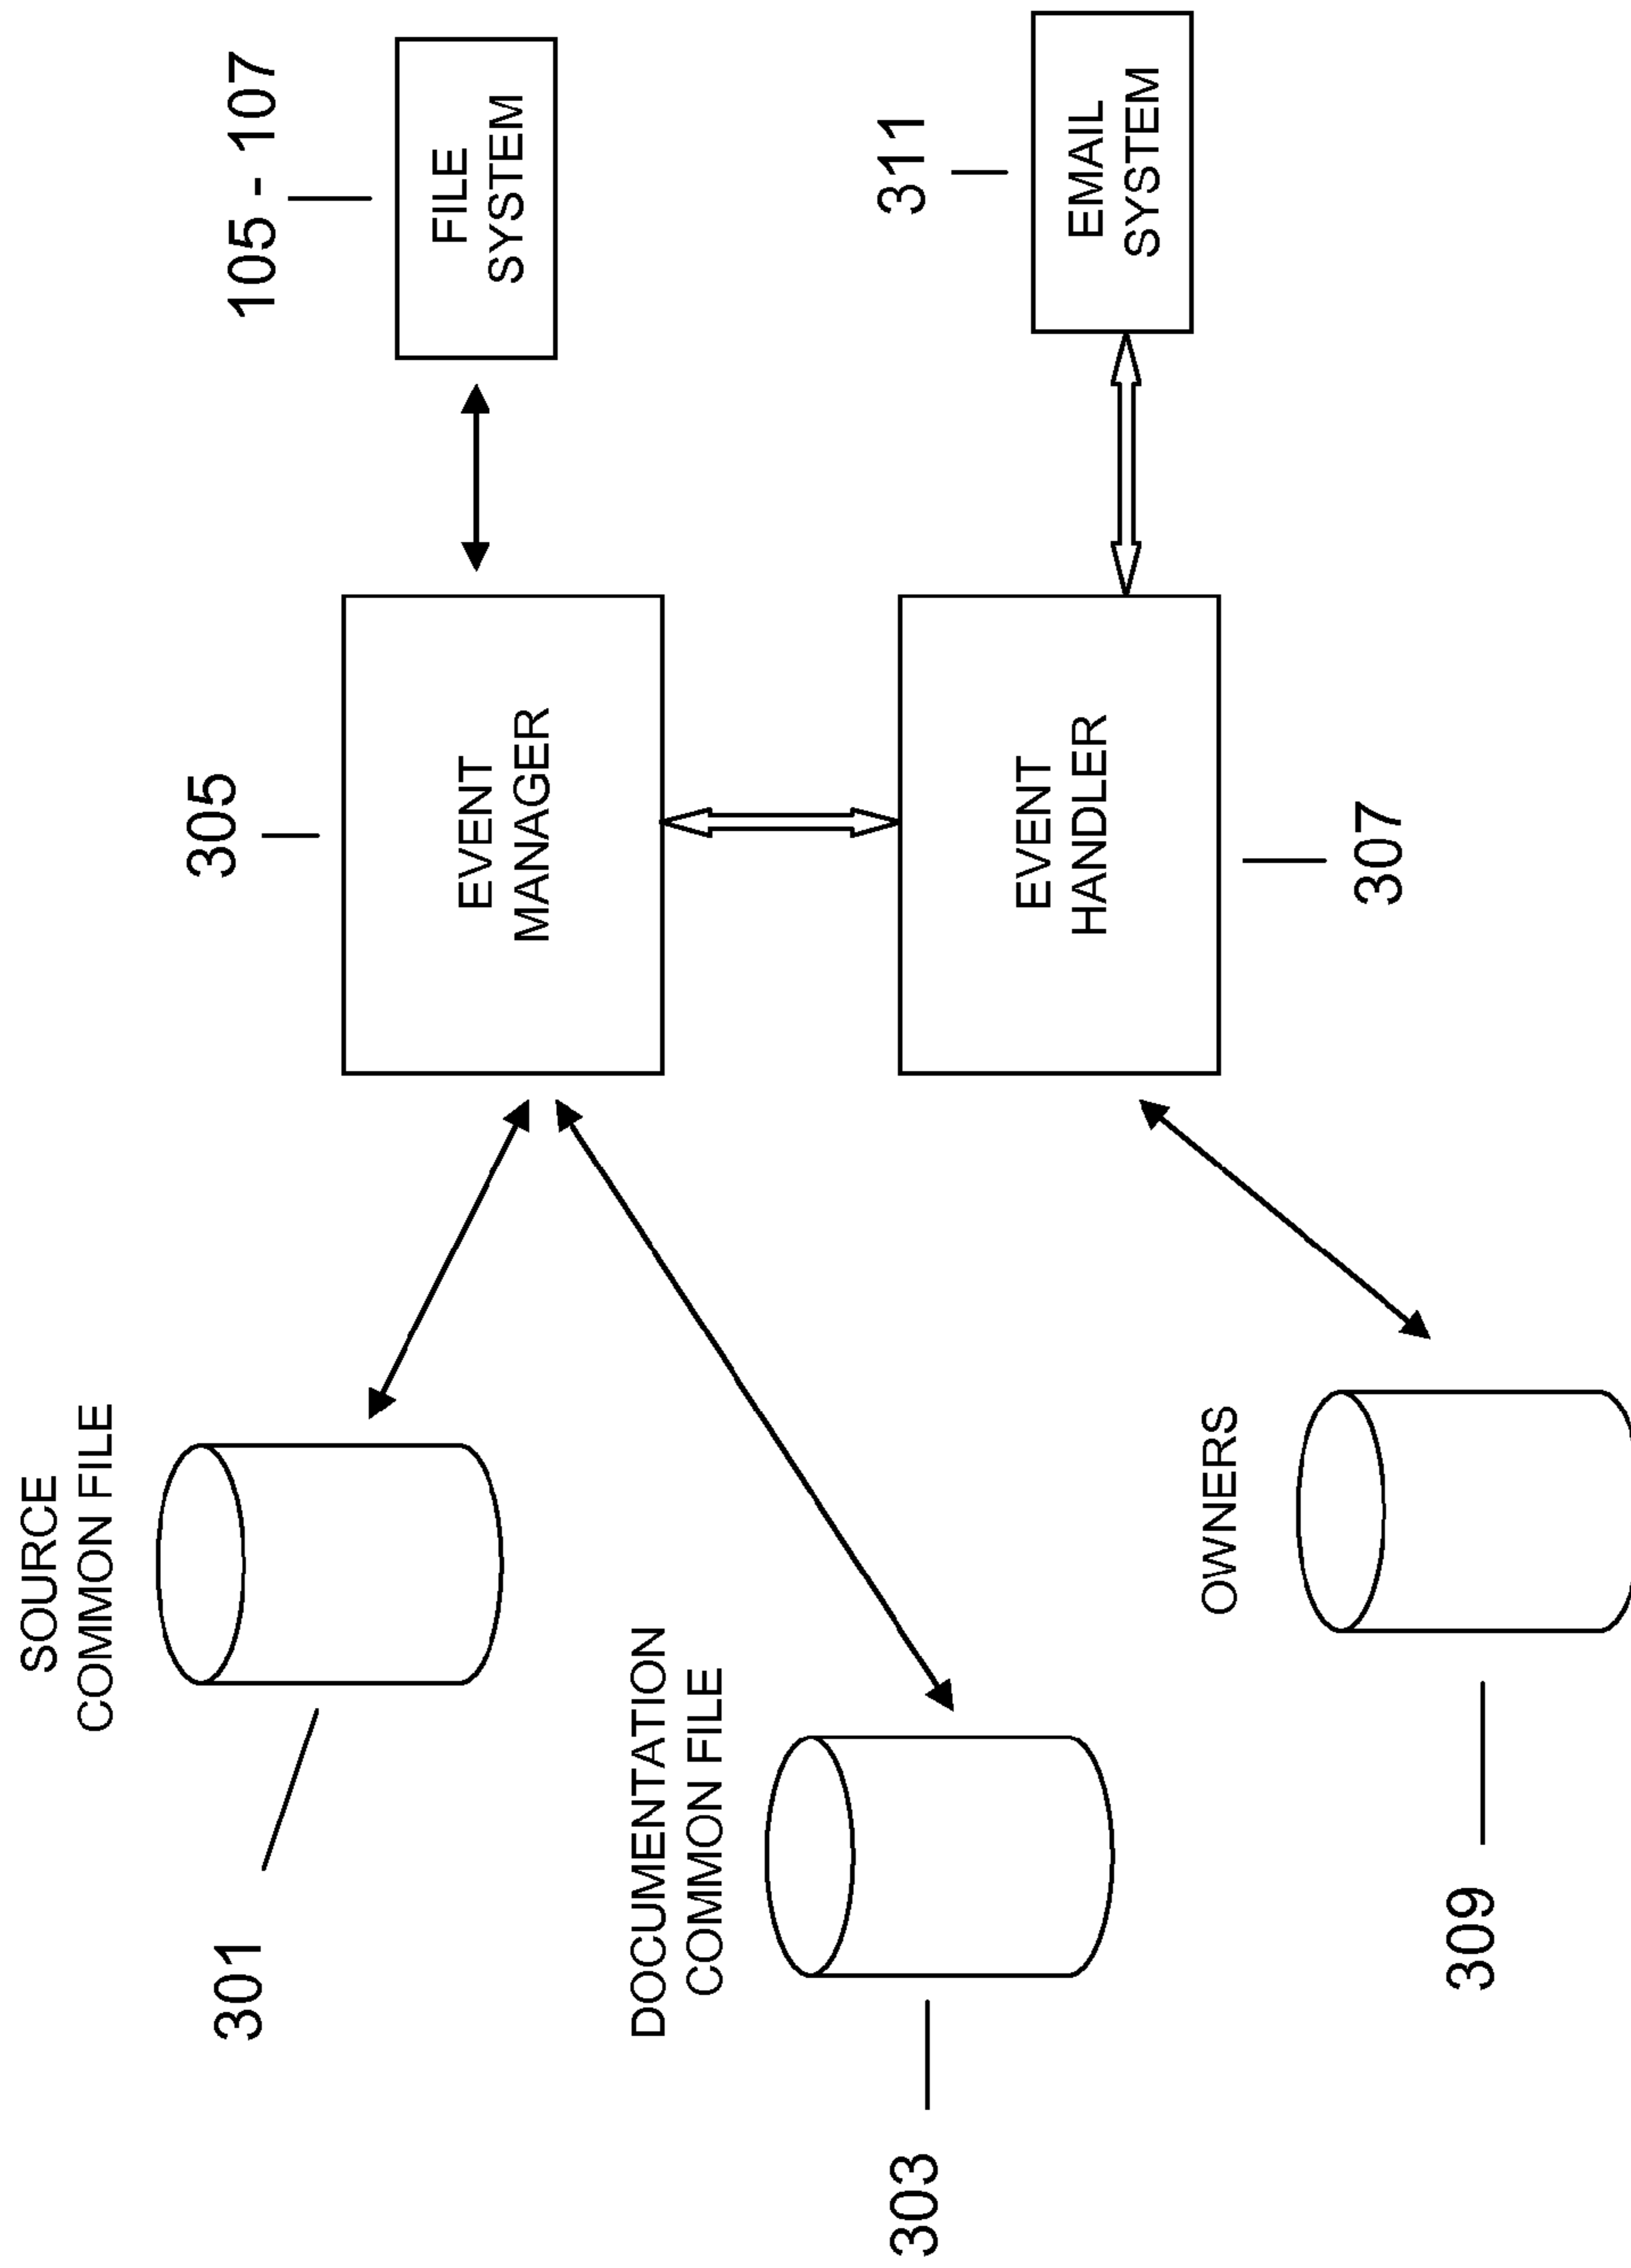 SOURCE
COMMON FILE
301
DOCUMENTATION
COMMON FILE
303
OWNERS
309
305
EVENT
MANAGER
EVENT
HANDLER
307
105 - 107
FILE
SYSTEM
311
EMAIL
SYSTEM